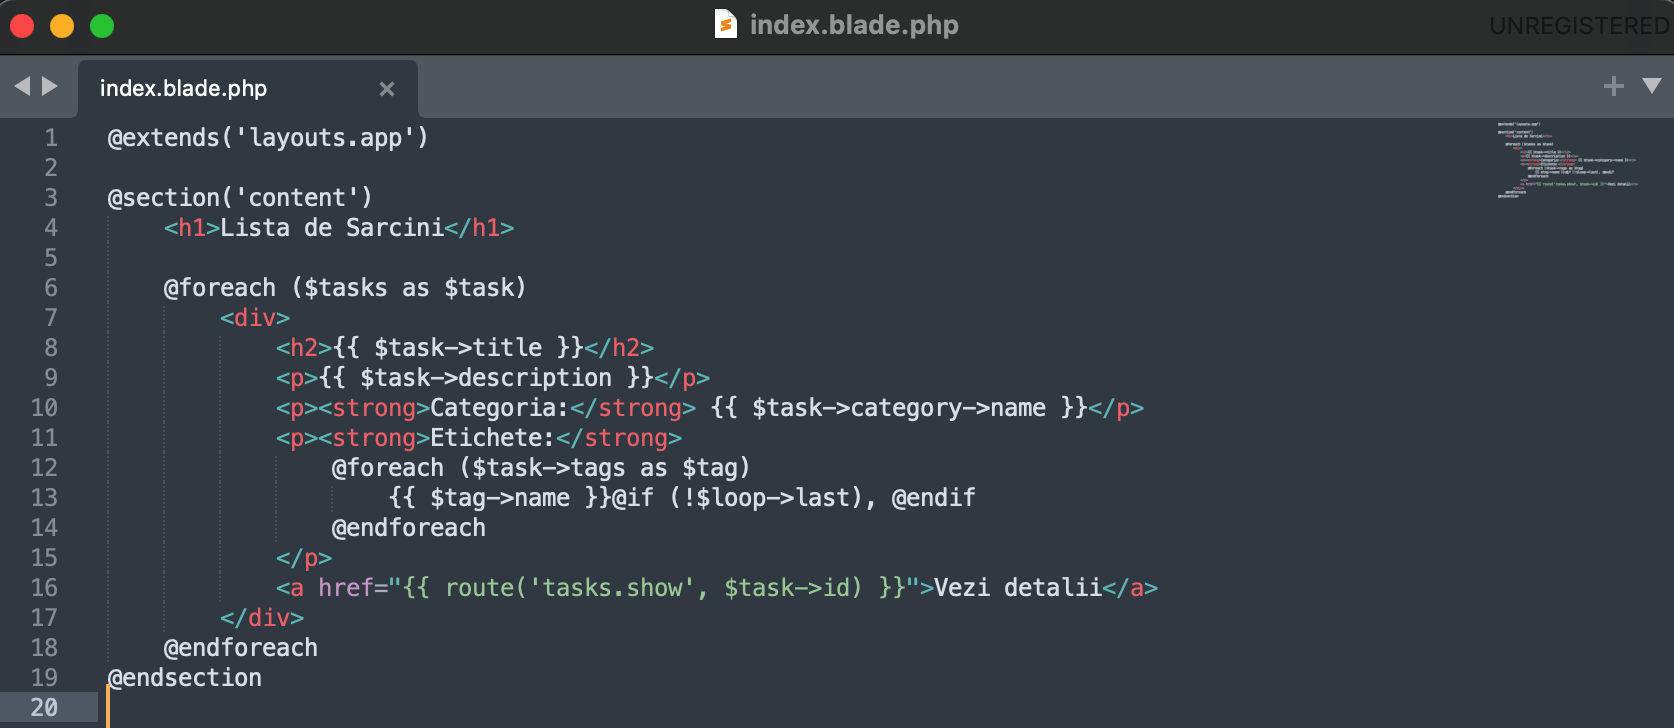 index.blade.php
UNREGISTERED
index.blade.php
1 @extends('layouts.app')
2
3 @section('content')
4     <h1>Lista de Sarcini</h1>
5
6     @foreach ($tasks as $task)
7         <div>
8             <h2>{{ $task->title }}</h2>
9             <p>{{ $task->description }}</p>
10             <p><strong>Categoria:</strong> {{ $task->category->name }}</p>
11             <p><strong>Etichete:</strong>
12                 @foreach ($task->tags as $tag)
13                     {{ $tag->name }}@if (!$loop->last), @endif
14                 @endforeach
15             </p>
16             <a href="{{ route('tasks.show', $task->id) }}">Vezi detalii</a>
17         </div>
18     @endforeach
19 @endsection
20